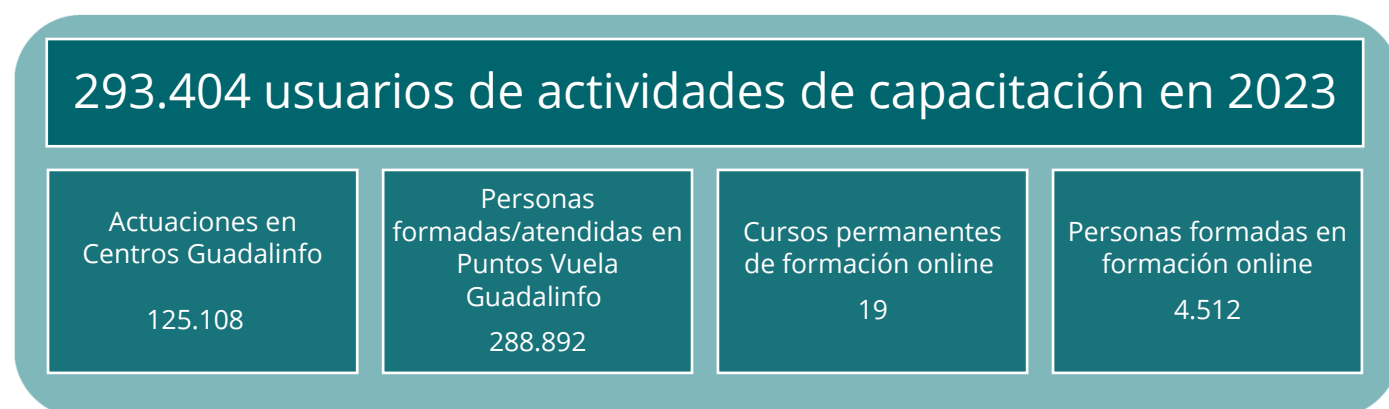 293.404 usuarios de actividades de capacitación en 2023
Actuaciones en
Centros Guadalinfo
125.108
Personas
formadas/atendidas en
Puntos Vuela
Guadalinfo
288.892
Cursos permanentes
de formación online
19
Personas formadas en
formación online
4.512